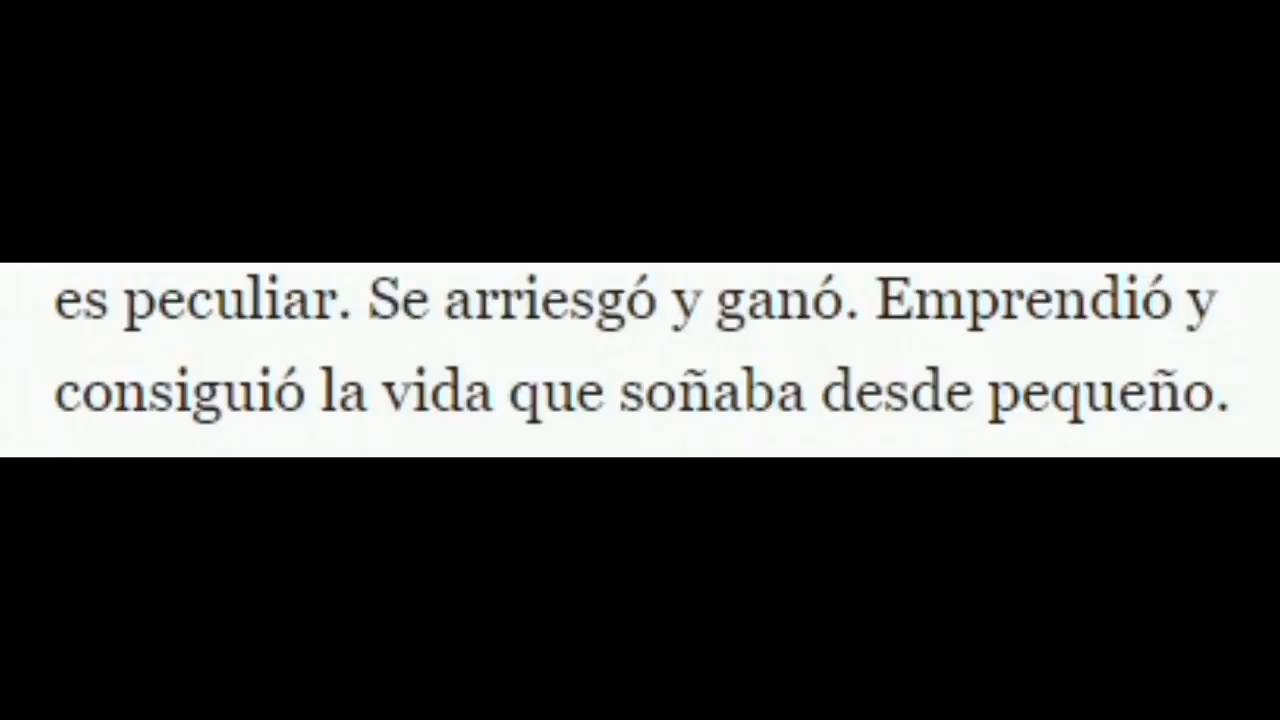 es peculiar. Se arriesgó y ganó. Emprendió y
consiguió la vida que soñaba desde pequeño.